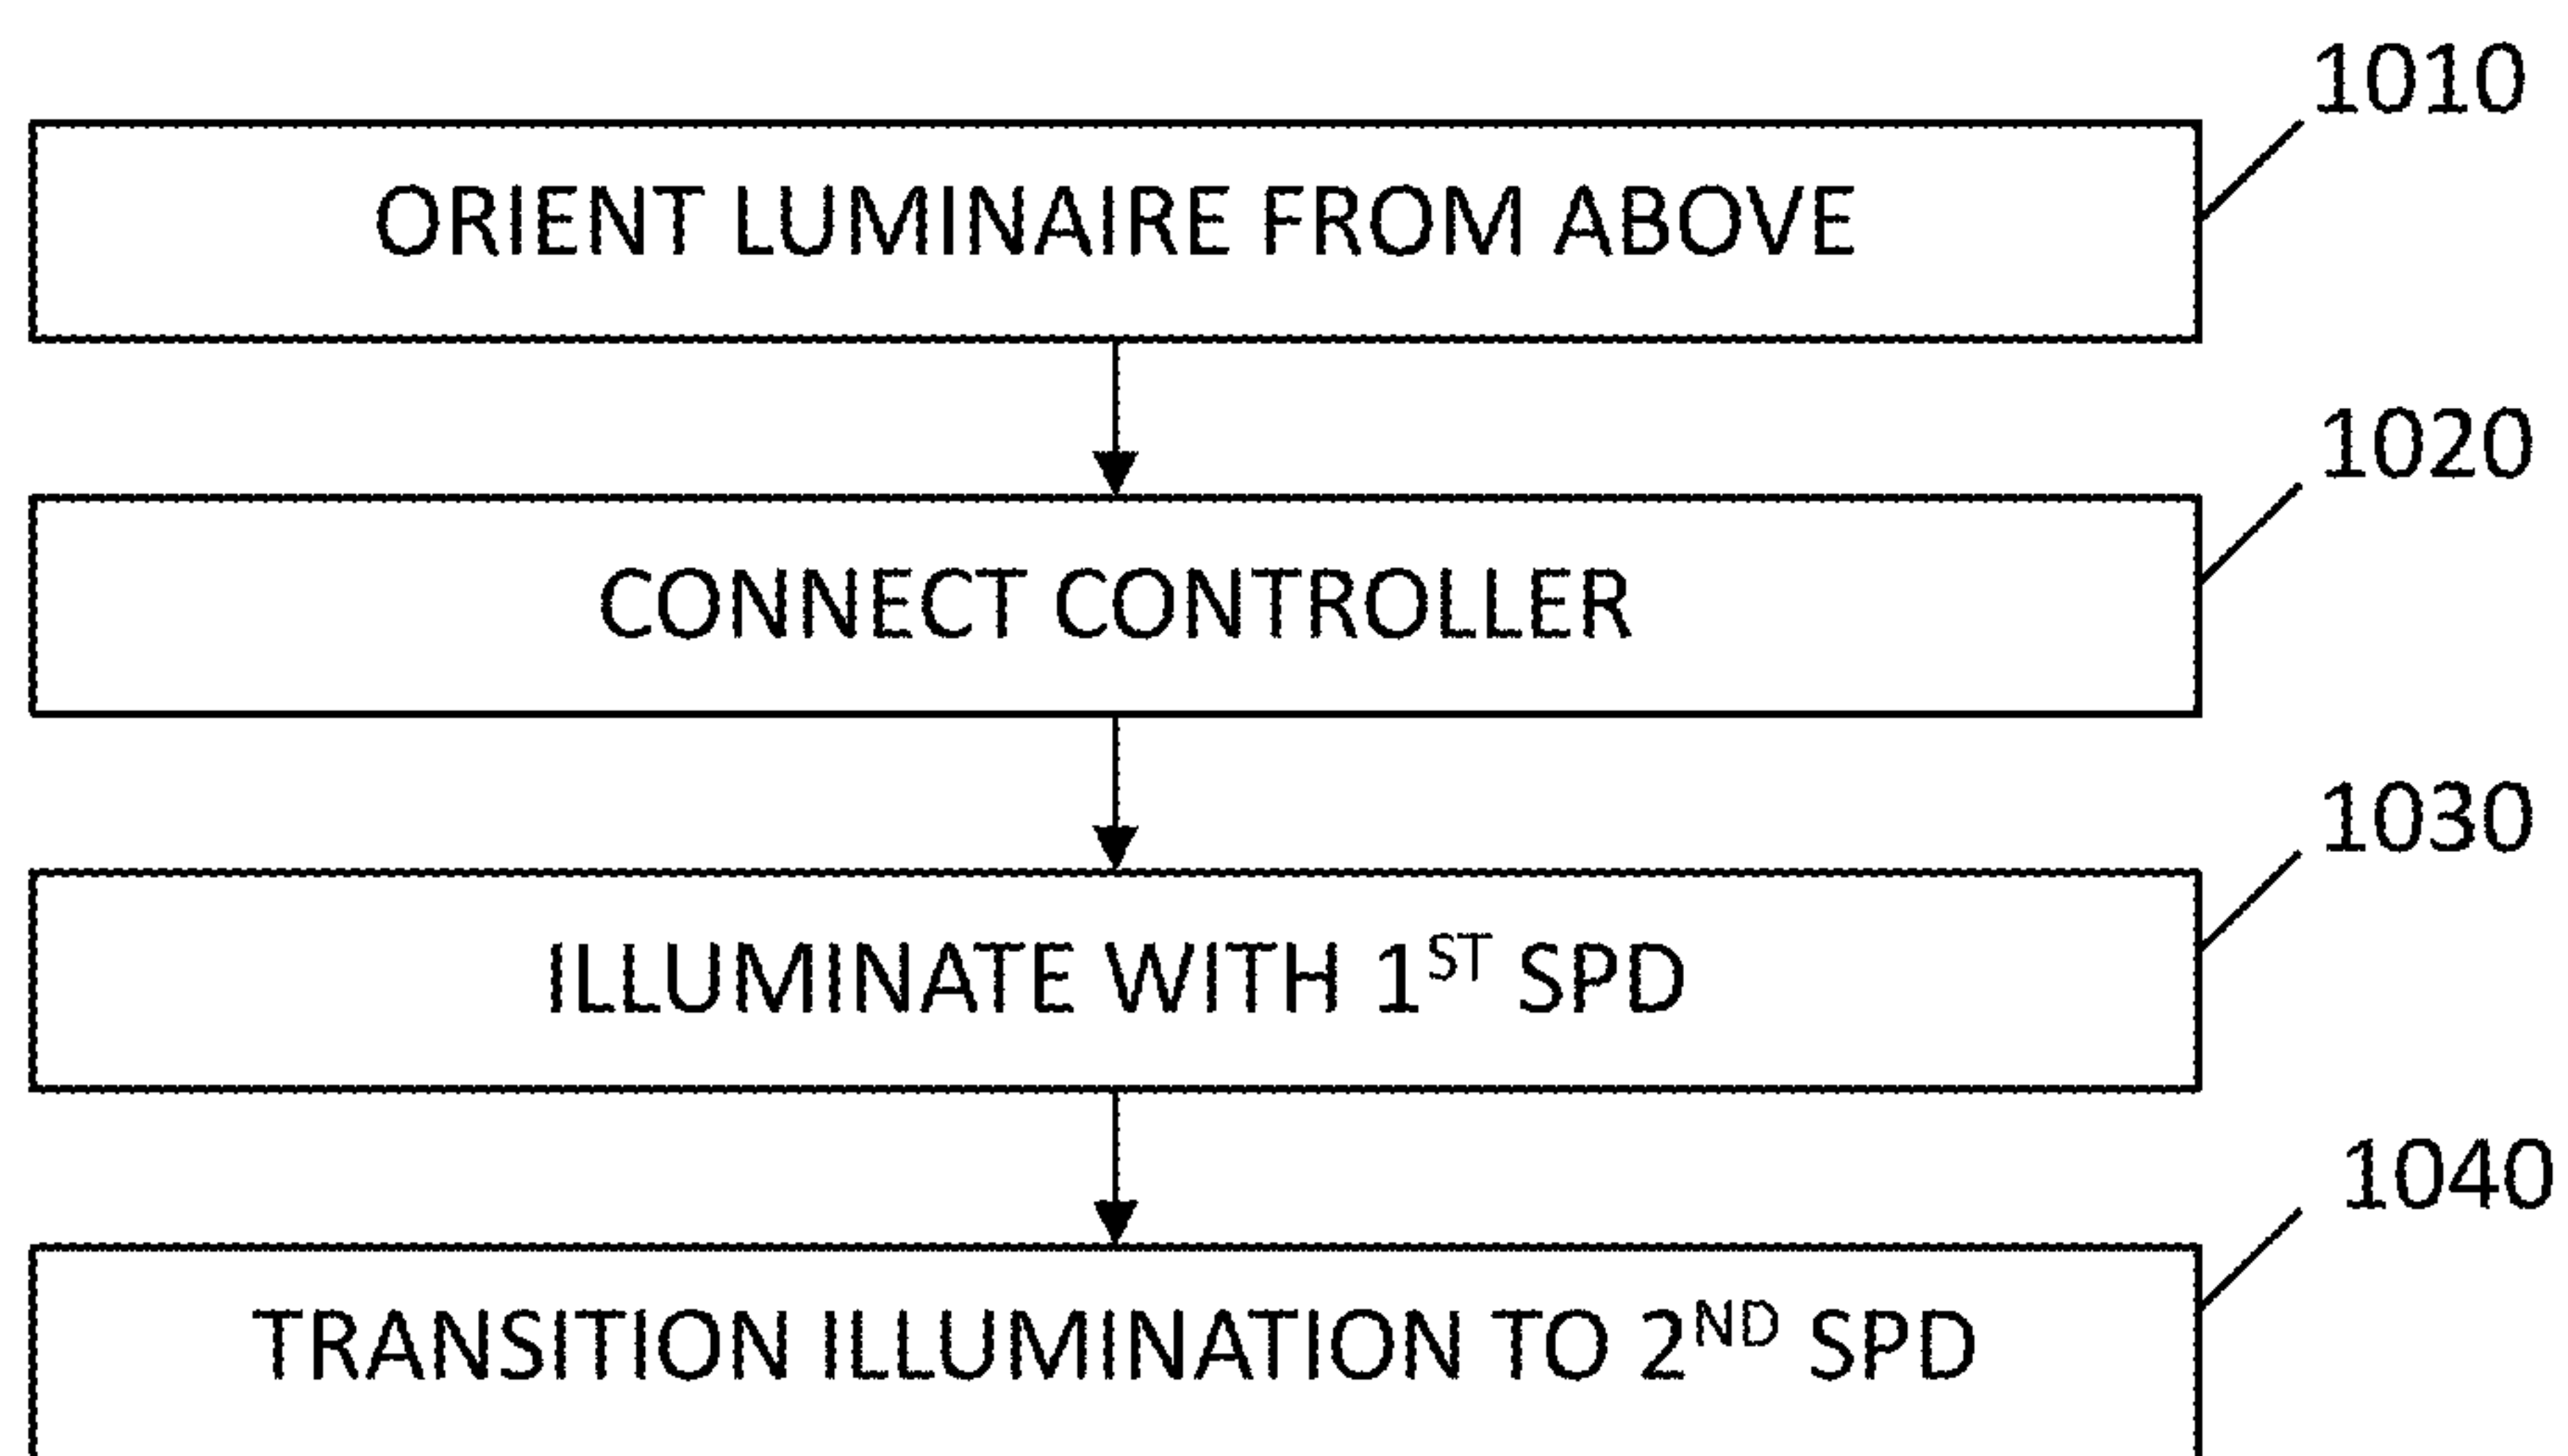 1010
ORIENT LUMINAIRE FROM ABOVE
1020
CONNECT CONTROLLER
1030
ILLUMINATE WITH 1ST SPD
1040
TRANSITION ILLUMINATION TO 2ND SPD